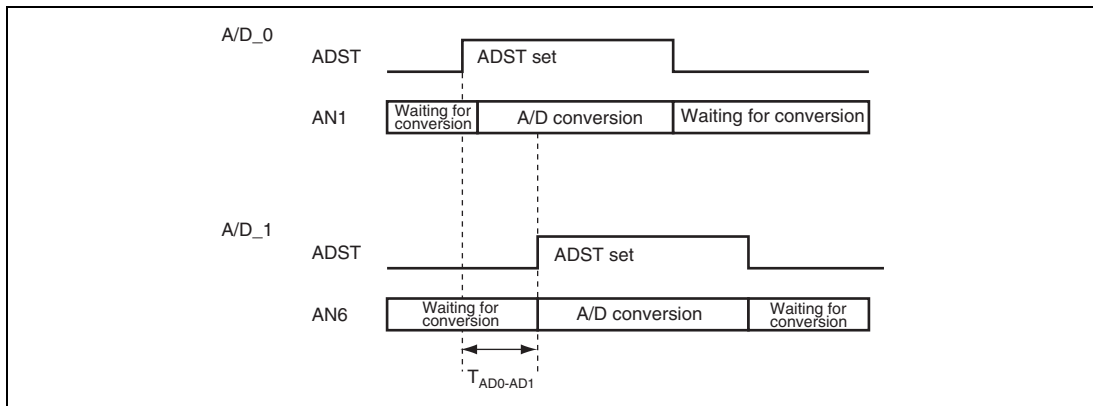 A/D_0
ADST
ADST set
AN1
Waiting for
conversion
A/D conversion
Waiting for conversion
A/D_1
ADST
ADST set
AN6
Waiting for
conversion
A/D conversion
Waiting for
conversion
TAD0-AD1